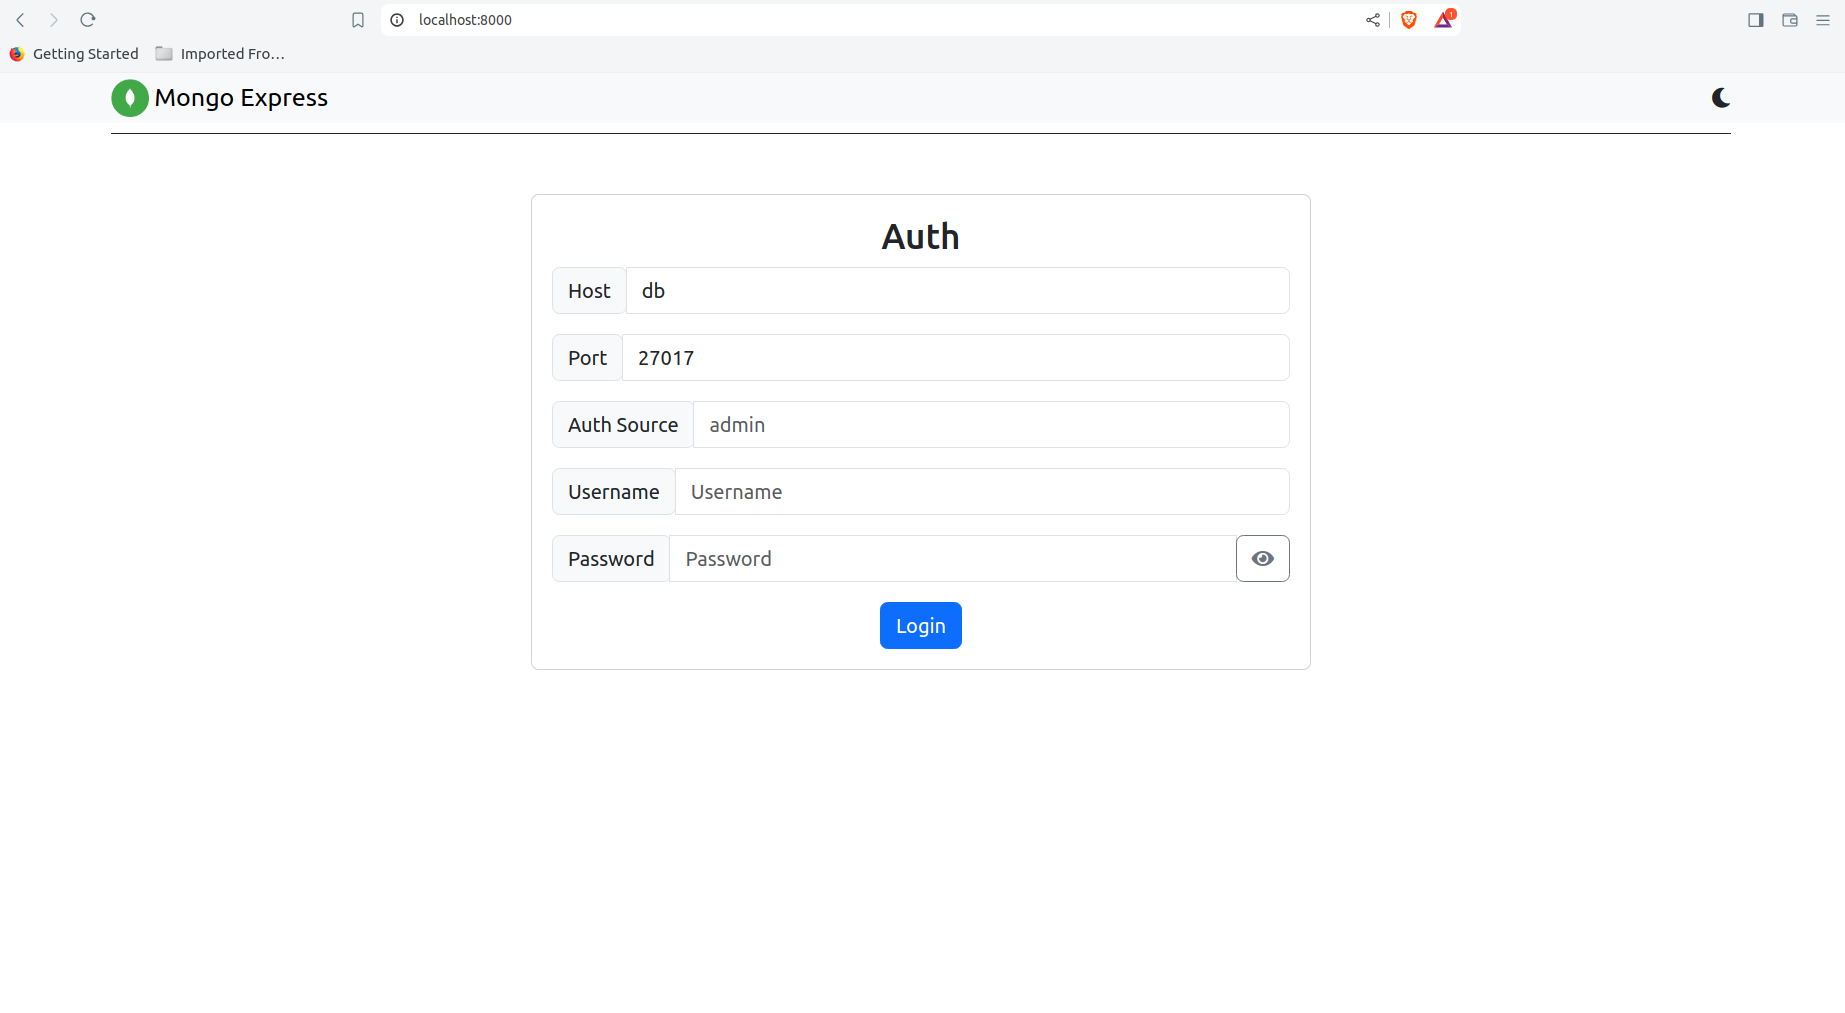 localhost:8000
1
Getting Started
Imported Fro…
Mongo Express
Auth
Host db
Port 27017
Auth Source admin
Username Username
Password Password
Login